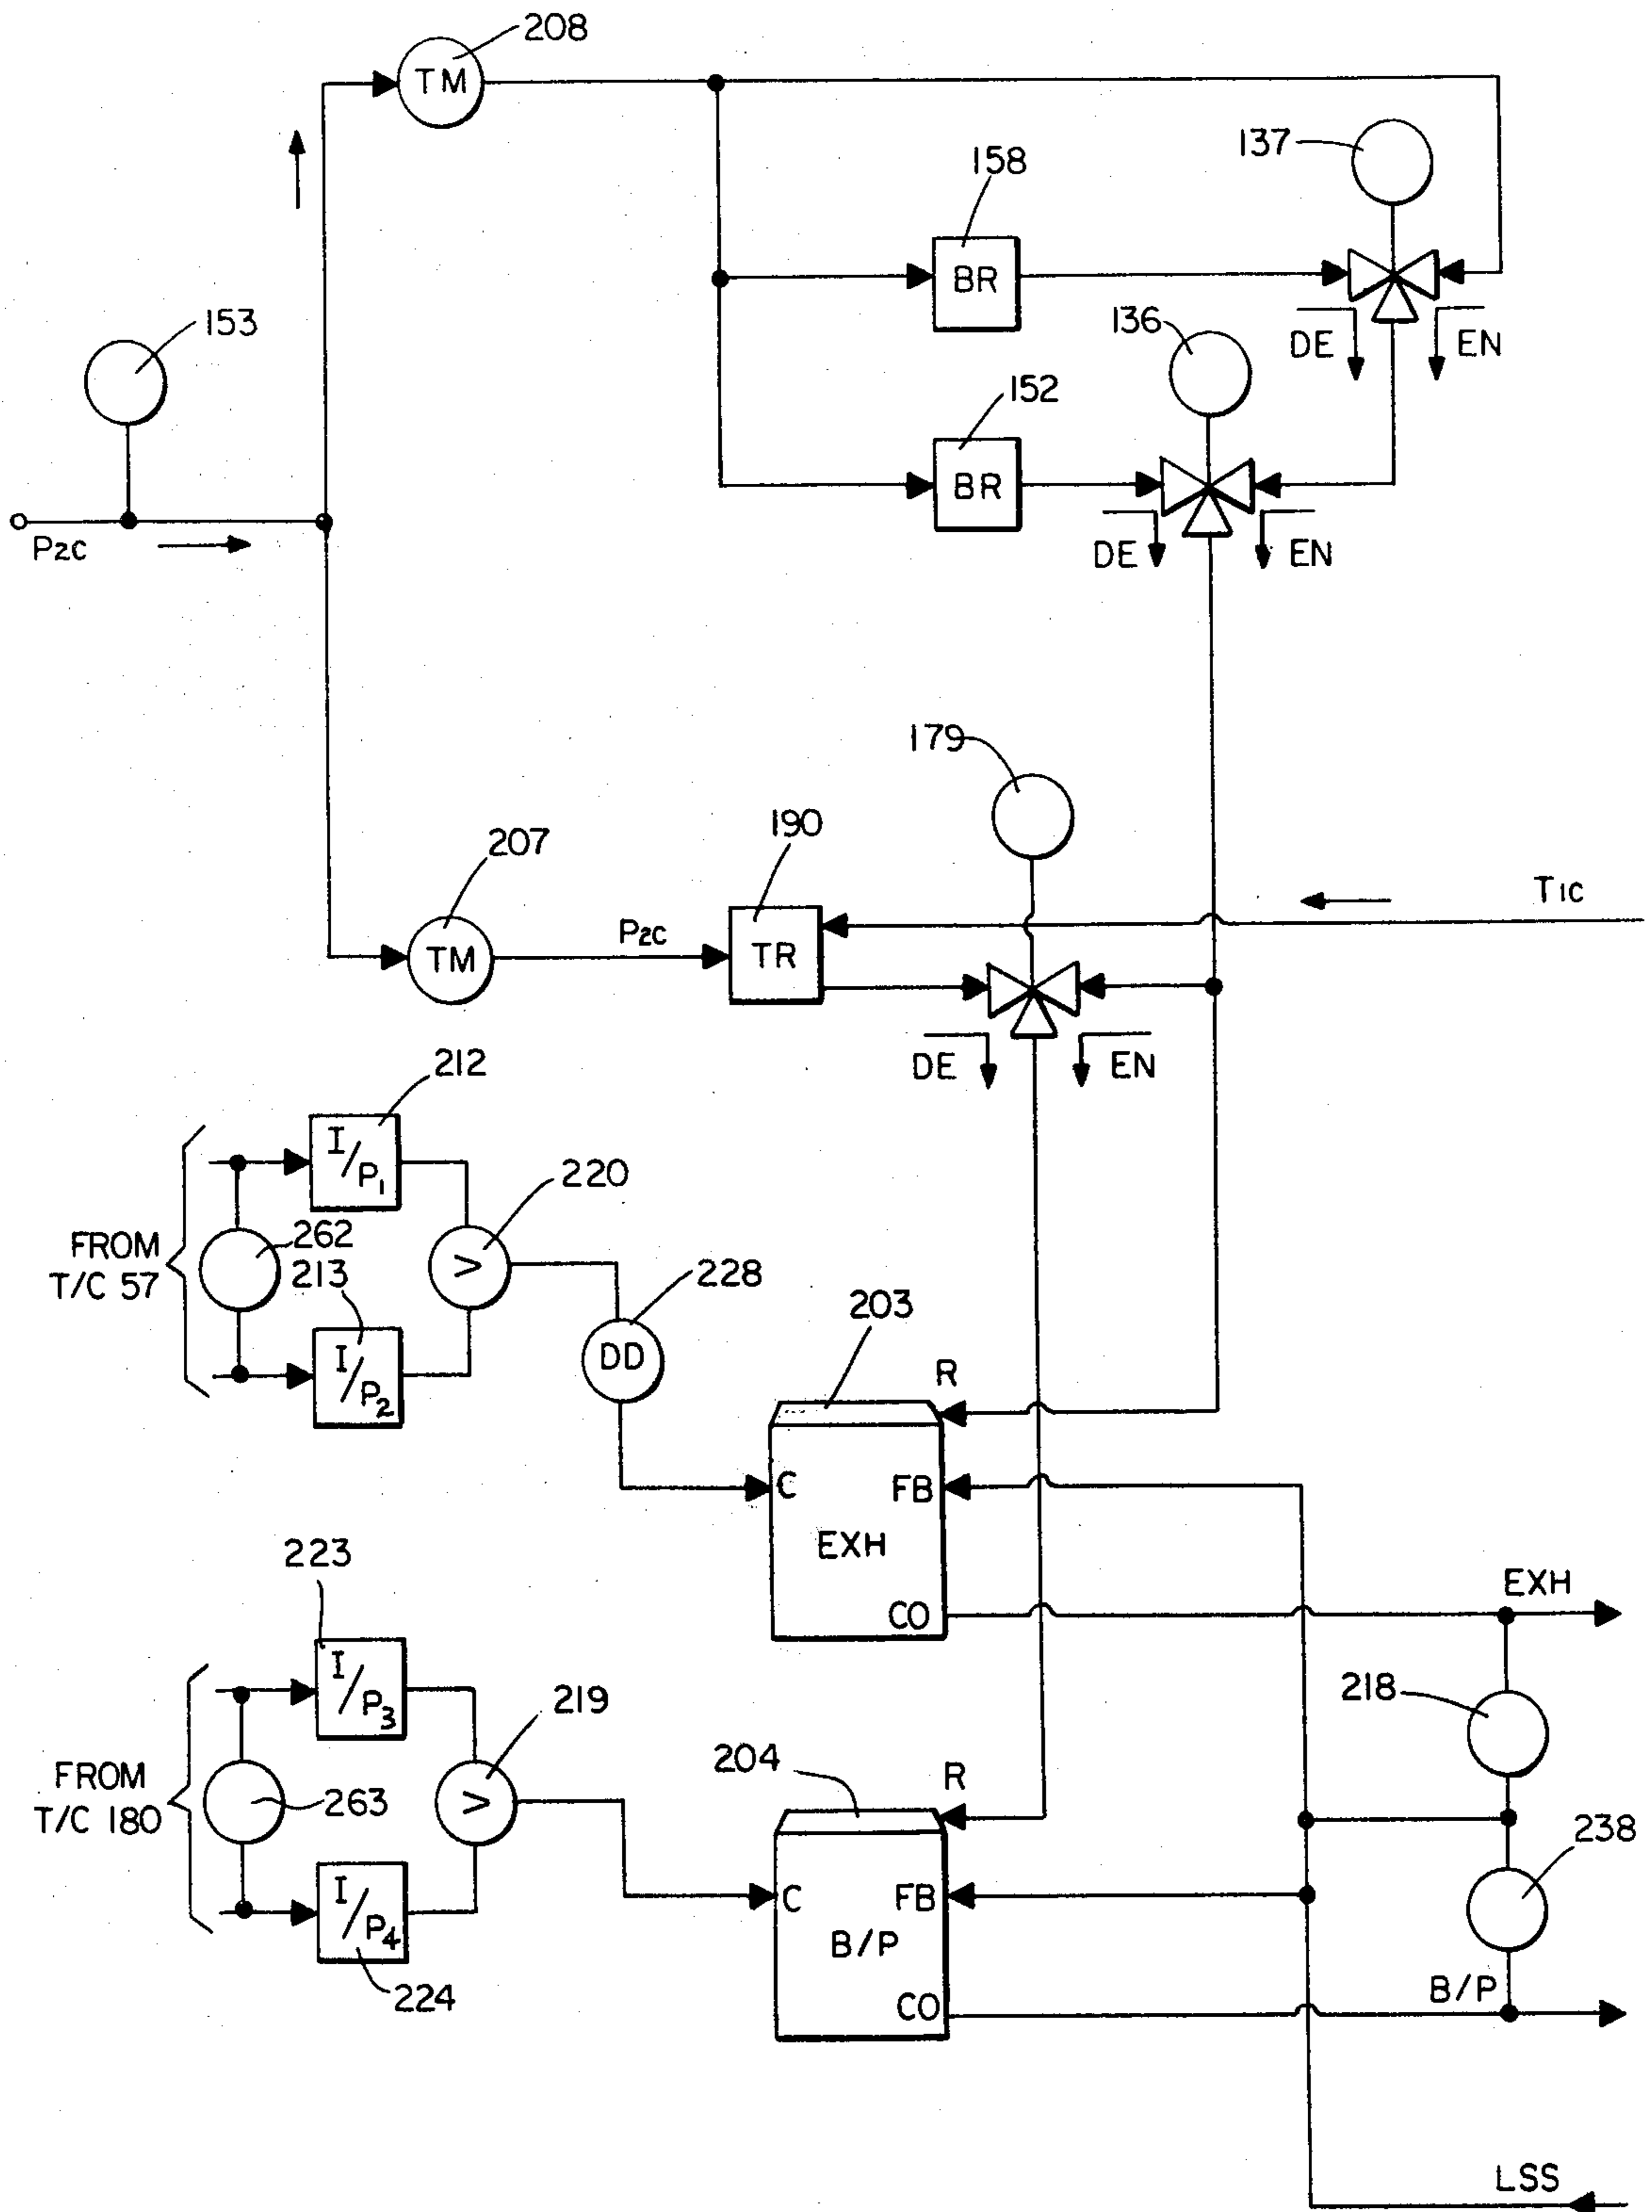 208
TM
137
158
BR
DE
EN
153
136
152
BR
P2C
DE
EN
179
190
207
T1C
P2C
TM
TR
DE
EN
212
I/P1
220
FROM
T/C 57
262
213
>
228
I/P2
DD
203
R
C
FB
EXH
CO
EXH
223
I/P3
219
218
204
R
FROM
T/C 180
263
>
238
C
FB
I/P4
B/P
224
CO
B/P
LSS